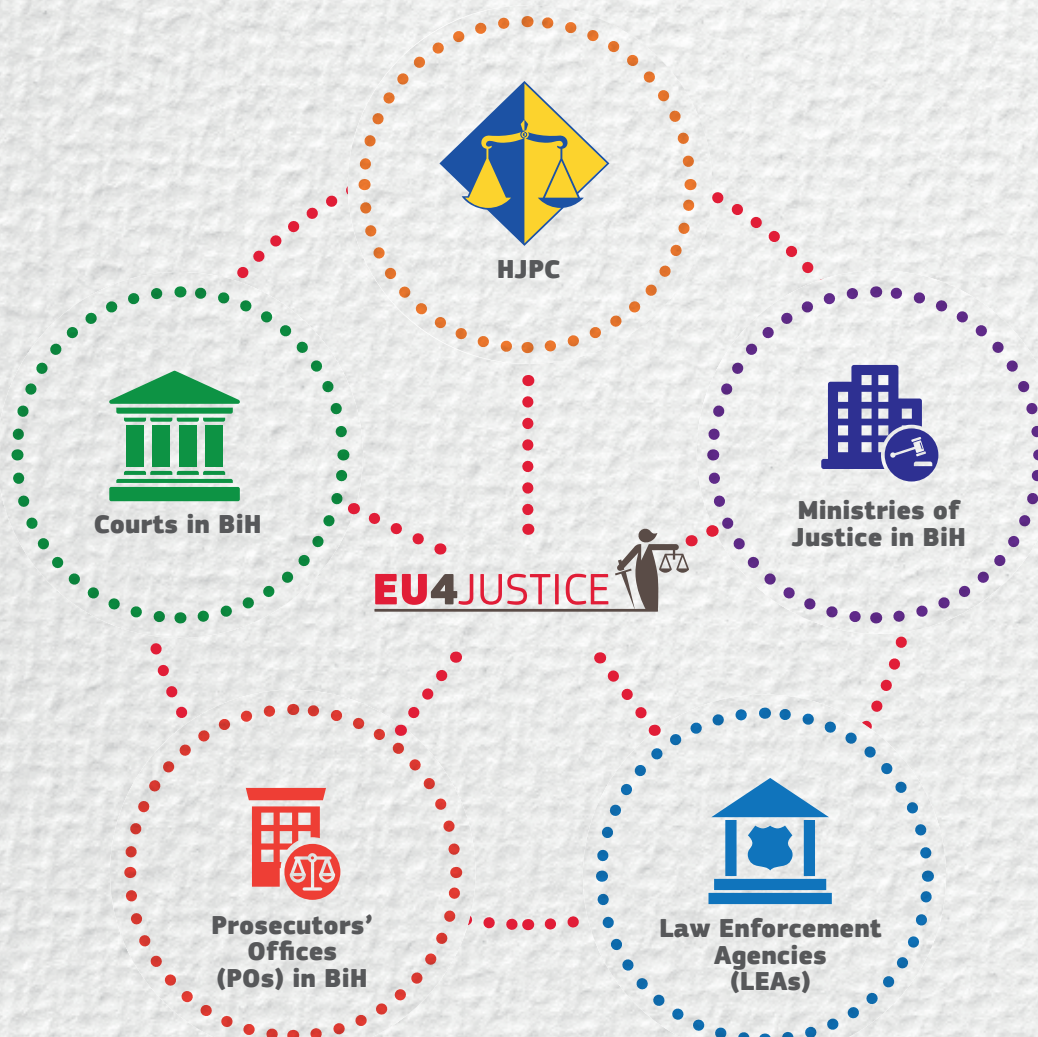 HJPC
Courts in BiH
Ministries of
Justice in BiH
EU4JUSTICE
Prosecutors’
Offices
(POs) in BiH
Law Enforcement
Agencies
(LEAs)